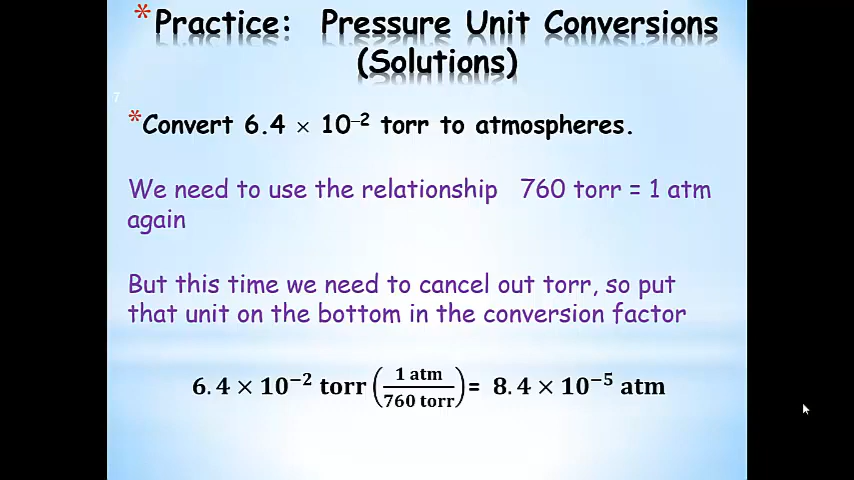 *Practice: Pressure Unit Conversions
(Solutions)
7
*Convert 6.4 × 10⁻² torr to atmospheres.
We need to use the relationship 760 torr = 1 atm
again
But this time we need to cancel out torr, so put
that unit on the bottom in the conversion factor
6.4 × 10⁻² torr (1 atm / 760 torr) = 8.4 × 10⁻⁵ atm